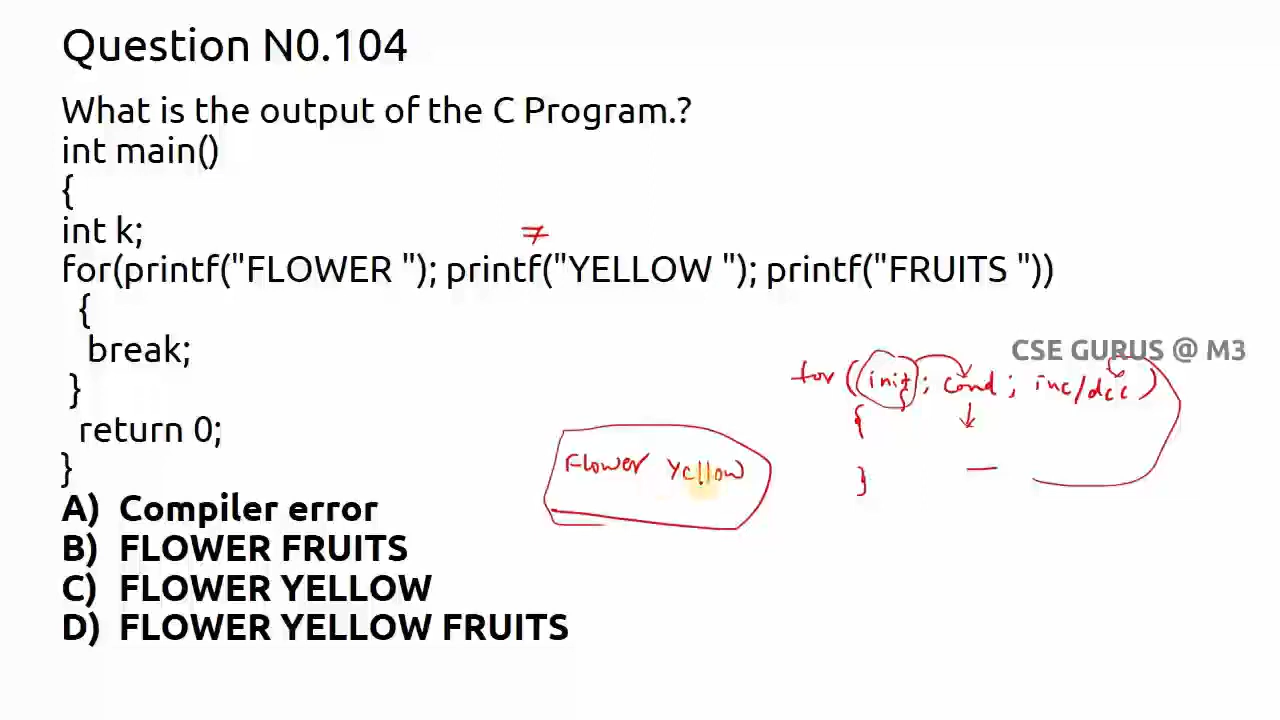 Question N0.104
What is the output of the C Program.?
int main()
{
int k;
7
for(printf("FLOWER "); printf("YELLOW "); printf("FRUITS "))
{
break;
}
return 0;
}
CSE GURUS @ M3
for (init; cond; inc/dec)
{
}
Flower Yellow
A) Compiler error
B) FLOWER FRUITS
C) FLOWER YELLOW
D) FLOWER YELLOW FRUITS